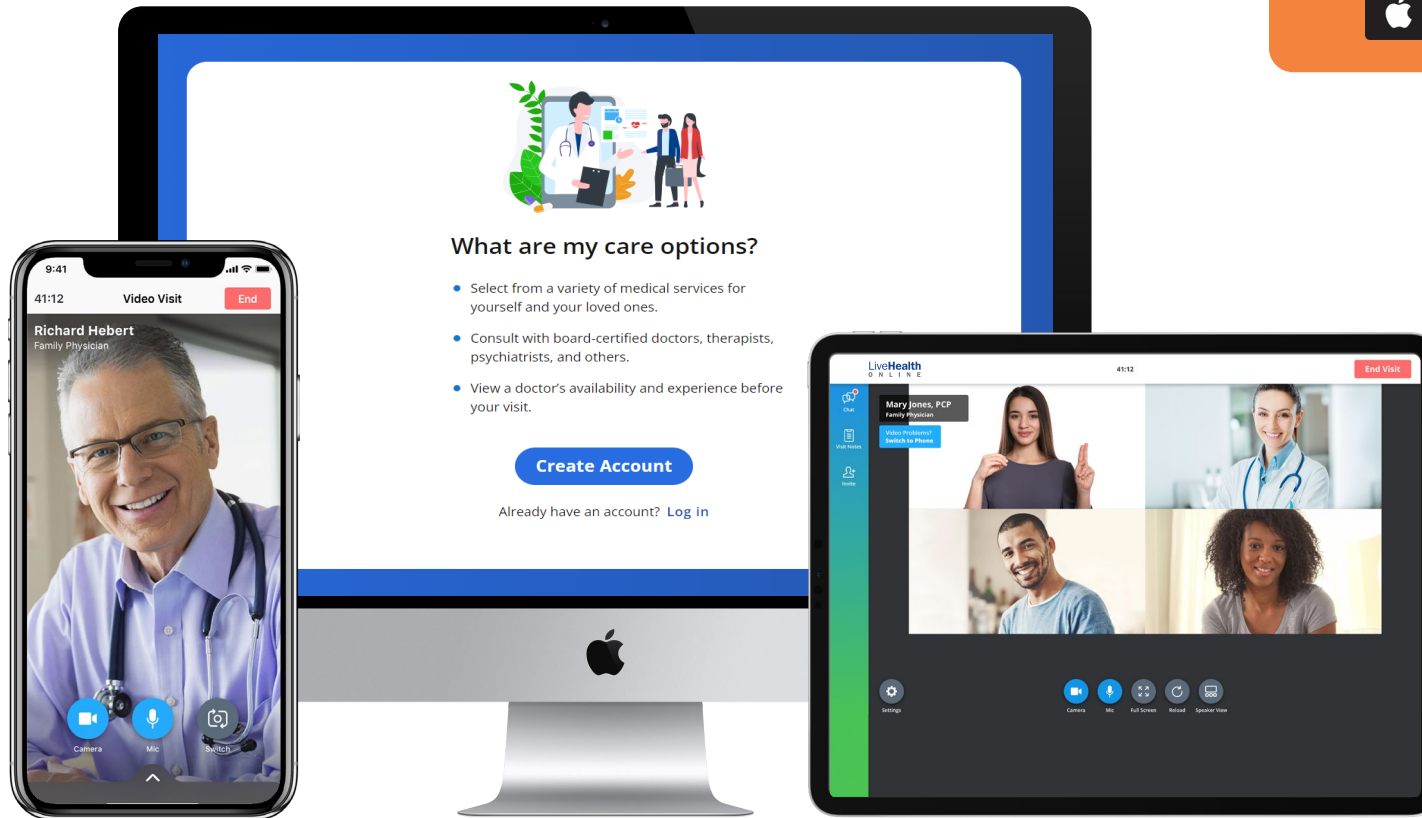 What are my care options?
Select from a variety of medical services for
yourself and your loved ones.
Consult with board-certified doctors, therapists,
psychiatrists, and others.
View a doctor's availability and experience before
your visit.
Create Account
Already have an account? Log in
9:41
41:12 Video Visit End
Richard Hebert
Family Physician
Camera Mic Switch
LiveHealth
ONLINE
41:12
End Visit
Chat
Visit Notes
Invite
Mary Jones, PCP
Family Physician
Video Problems?
Switch to Phone
Settings
Camera Mic Full Screen Reload Speaker View